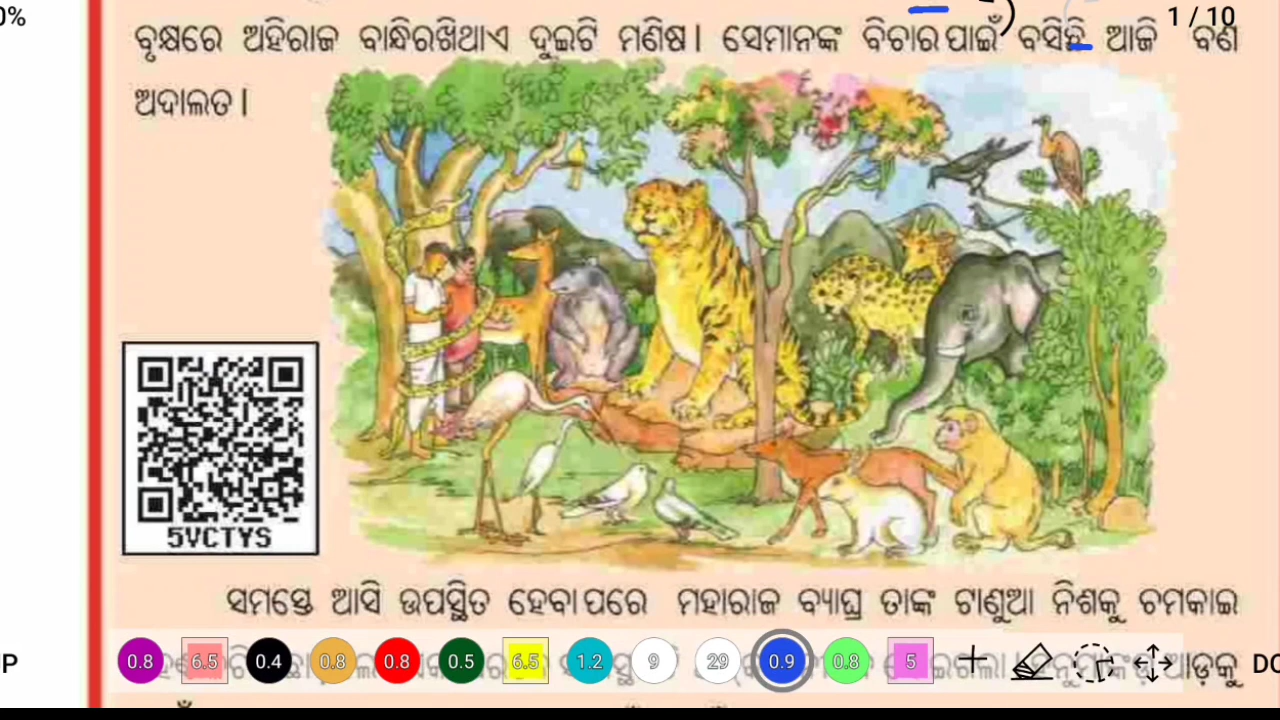 0%
1 / 10
ବୃକ୍ଷରେ ଅହିରାଜ ବାନ୍ଧିରଖିଥାଏ ଦୁଇଟି ମଣିଷ। ସେମାନଙ୍କ ବିଚାର ପାଇଁ ବସିଛି ଆଜି ବଣ
ଅଦାଲତ।
5VCTYS
ସମସ୍ତେ ଆସି ଉପସ୍ଥିତ ହେବା ପରେ ମହାରାଜ ବ୍ୟାଘ୍ର ତାଙ୍କ ଟାଣୁଆ ନିଶକୁ ଚମକାଇ
0.8 6.5 0.4 0.8 0.8 0.5 6.5 1.2 9 29 0.9 0.8 5
ଆଡ଼କୁ